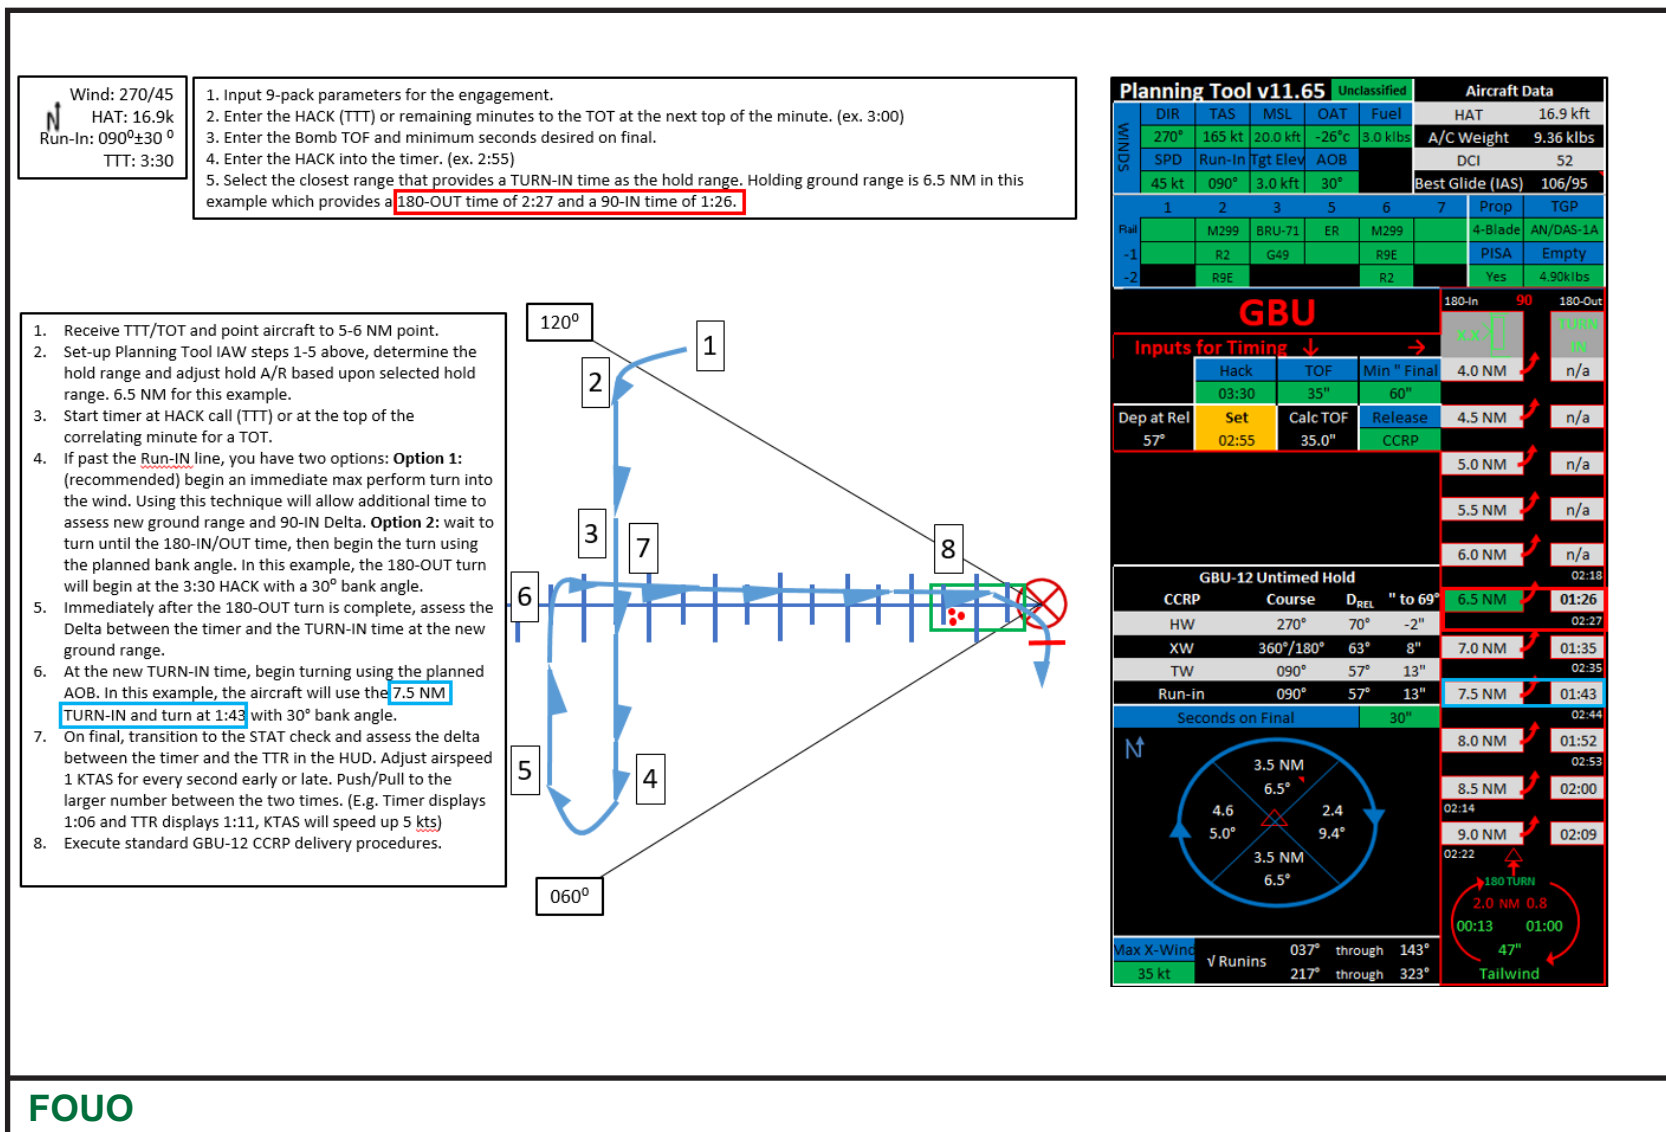 Wind: 270/45
HAT: 16.9k
N
Run-In: 090⁰±30 ⁰
TTT: 3:30
1. Input 9-pack parameters for the engagement.
2. Enter the HACK (TTT) or remaining minutes to the TOT at the next top of the minute. (ex. 3:00)
3. Enter the Bomb TOF and minimum seconds desired on final.
4. Enter the HACK into the timer. (ex. 2:55)
5. Select the closest range that provides a TURN-IN time as the hold range. Holding ground range is 6.5 NM in this
example which provides a 180-OUT time of 2:27 and a 90-IN time of 1:26.
1. Receive TTT/TOT and point aircraft to 5-6 NM point.
2. Set-up Planning Tool IAW steps 1-5 above, determine the
hold range and adjust hold A/R based upon selected hold
range. 6.5 NM for this example.
3. Start timer at HACK call (TTT) or at the top of the
correlating minute for a TOT.
4. If past the Run-IN line, you have two options: Option 1:
(recommended) begin an immediate max perform turn into
the wind. Using this technique will allow additional time to
assess new ground range and 90-IN Delta. Option 2: wait to
turn until the 180-IN/OUT time, then begin the turn using
the planned bank angle. In this example, the 180-OUT turn
will begin at the 3:30 HACK with a 30⁰ bank angle.
5. Immediately after the 180-OUT turn is complete, assess the
Delta between the timer and the TURN-IN time at the new
ground range.
6. At the new TURN-IN time, begin turning using the planned
AOB. In this example, the aircraft will use the 7.5 NM
TURN-IN and turn at 1:43 with 30° bank angle.
7. On final, transition to the STAT check and assess the delta
between the timer and the TTR in the HUD. Adjust airspeed
1 KTAS for every second early or late. Push/Pull to the
larger number between the two times. (E.g. Timer displays
1:06 and TTR displays 1:11, KTAS will speed up 5 kts)
8. Execute standard GBU-12 CCRP delivery procedures.
120⁰
1
2
3
7
8
6
5
4
060⁰
Planning Tool v11.65 Unclassified Aircraft Data
WINDS
DIR TAS MSL OAT Fuel HAT 16.9 kft
270° 165 kt 20.0 kft -26°c 3.0 klbs A/C Weight 9.36 klbs
SPD Run-In Tgt Elev AOB DCI 52
45 kt 090° 3.0 kft 30° Best Glide (IAS) 106/95
1 2 3 5 6 7 Prop TGP
Rail M299 BRU-71 ER M299 4-Blade AN/DAS-1A
-1 R2 G49 R9E PISA Empty
-2 R9E R2 Yes 4.90klbs
GBU
Inputs for Timing ↓ →
Hack TOF Min " Final
03:30 35" 60"
Dep at Rel Set Calc TOF Release
57° 02:55 35.0" CCRP
GBU-12 Untimed Hold
CCRP Course DREL " to 69°
HW 270° 70° -2"
XW 360°/180° 63° 8"
TW 090° 57° 13"
Run-in 090° 57° 13"
Seconds on Final 30"
N
3.5 NM
6.5°
4.6 2.4
5.0° 9.4°
3.5 NM
6.5°
Max X-Wind √ Runins 037° through 143°
35 kt 217° through 323°
180-In 90 180-Out
TURN
IN
4.0 NM n/a
4.5 NM n/a
5.0 NM n/a
5.5 NM n/a
6.0 NM n/a
02:18
6.5 NM 01:26
02:27
7.0 NM 01:35
02:35
7.5 NM 01:43
02:44
8.0 NM 01:52
02:53
8.5 NM 02:00
02:14
9.0 NM 02:09
02:22
180 TURN
2.0 NM 0.8
00:13 01:00
47"
Tailwind
FOUO